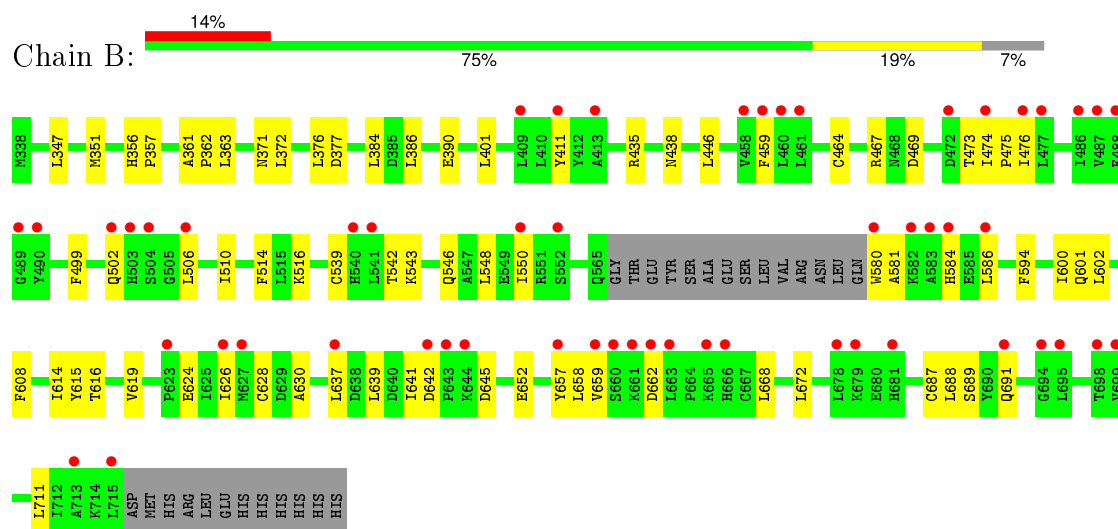 14%
Chain B:
75% 19% 7%
M338 L347 M351 H356 P357 A361 P362 L363 N371 L372 L376 D377 L384 D385 L386 E390 L401 L409 L410 Y411 Y412 A413 R435 N438 L446 V458 F459 L460 L461 C464 R467 N468 D469 D472 T473 I474 P475 I476 L477 I486 V487
G489 Y490 F499 Q502 H503 S504 G505 L506 I510 F514 L515 K516 C539 H540 L541 T542 K543 Q546 A547 L548 E549 I550 R551 S552 Q565 GLY THR GLU TYR SER ALA GLU SER LEU VAL ARG ASN LEU GLN W580 A581 K582 A583 H584 E585 L586 F594 I600 Q601 L602
F608 I614 Y615 T616 V619 P623 E624 I625 I626 M627 C628 D629 A630 L637 D638 L639 D640 I641 D642 P643 K644 D645 E652 Y657 L658 V659 S660 K661 D662 L663 P664 K665 H666 C667 L668 L672 L678 K679 E680 H681 C687 L688 S689 Y690 Q691 G694 L695 T698
L711 I712 A713 K714 L715 ASP MET HIS ARG LEU GLU HIS HIS HIS HIS HIS HIS